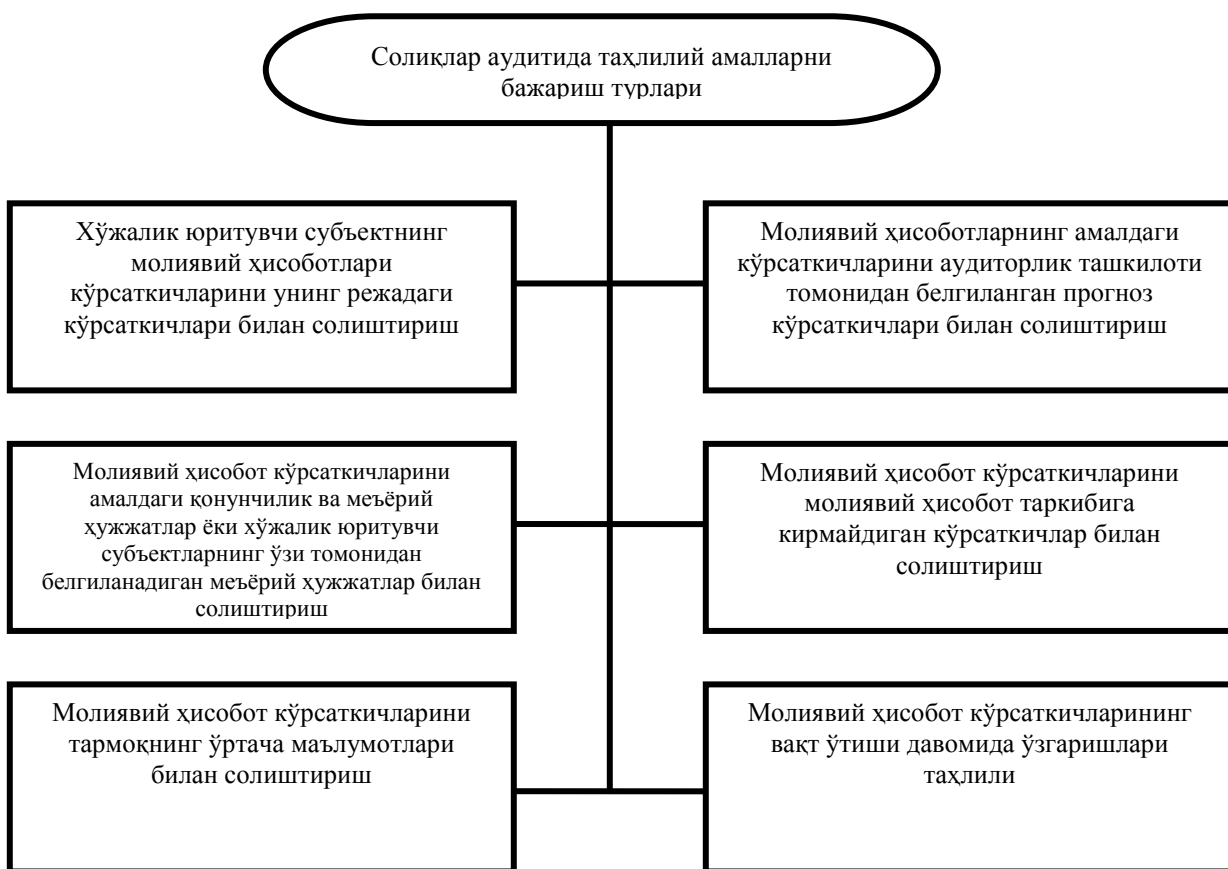 Солиқлар аудитида таҳлилий амалларни
бажариш турлари
Хўжалик юритувчи субъектнинг
молиявий ҳисоботлари
кўрсаткичларини унинг режадаги
кўрсаткичлари билан солиштириш
Молиявий ҳисоботларнинг амалдаги
кўрсаткичларини аудиторлик ташкилоти
томонидан белгиланган прогноз
кўрсаткичлари билан солиштириш
Молиявий ҳисобот кўрсаткичларини
амалдаги қонунчилик ва меъёрий
ҳужжатлар ёки хўжалик юритувчи
субъектларнинг ўзи томонидан
белгиланадиган меъёрий ҳужжатлар билан
солиштириш
Молиявий ҳисобот кўрсаткичларини
молиявий ҳисобот таркибига
кирмайдиган кўрсаткичлар билан
солиштириш
Молиявий ҳисобот кўрсаткичларини
тармоқнинг ўртача маълумотлари
билан солиштириш
Молиявий ҳисобот кўрсаткичларининг
вақт ўтиши давомида ўзгаришлари
таҳлили